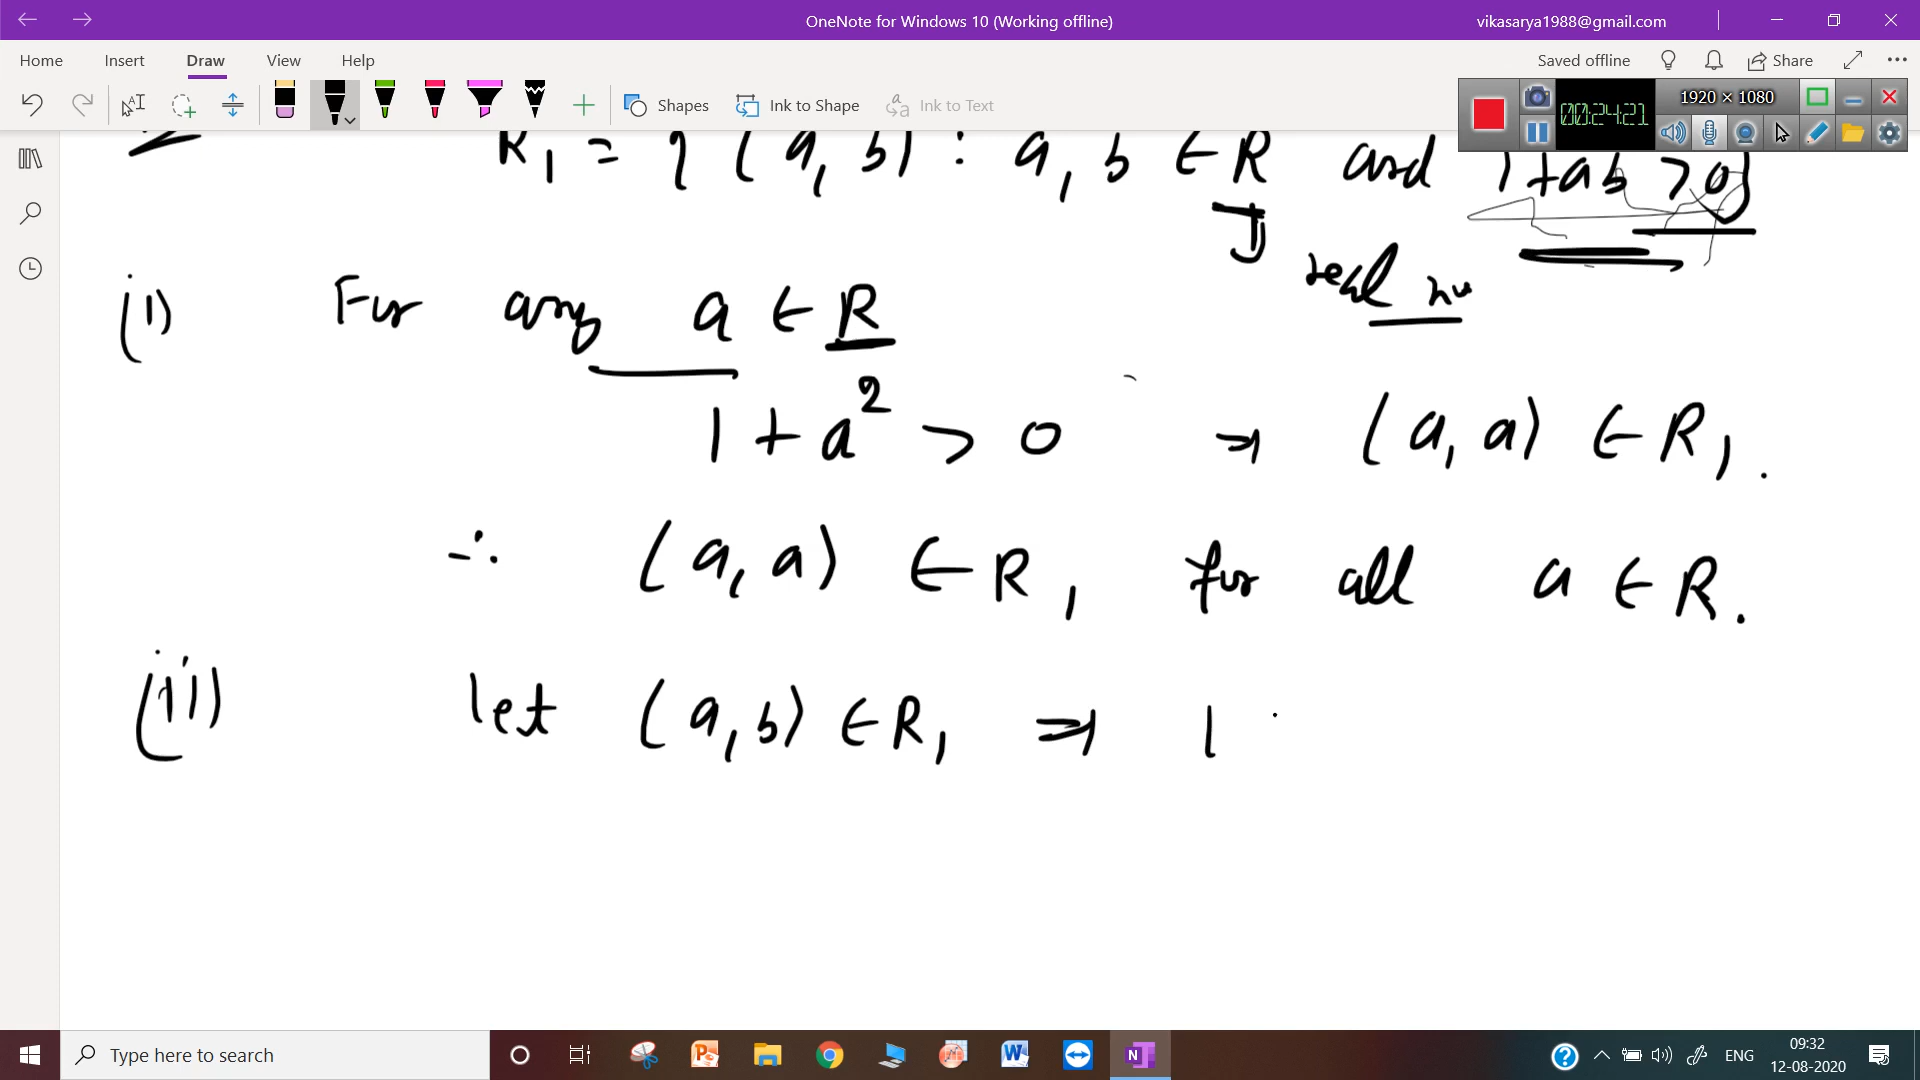 OneNote for Windows 10 (Working offline)
vikasarya1988@gmail.com
Home Insert Draw View Help
Saved offline
Share
Shapes
Ink to Shape
Ink to Text
1920 × 1080
00:24:21
R₁ = { (a, b) : a, b ∈ R and 1+ab > 0}
real no
(i) For any a ∈ R
1 + a² > 0 ⇒ (a, a) ∈ R₁.
∴ (a, a) ∈ R₁ for all a ∈ R.
(ii) let (a, b) ∈ R₁ ⇒ 1
Type here to search
ENG
09:32
12-08-2020